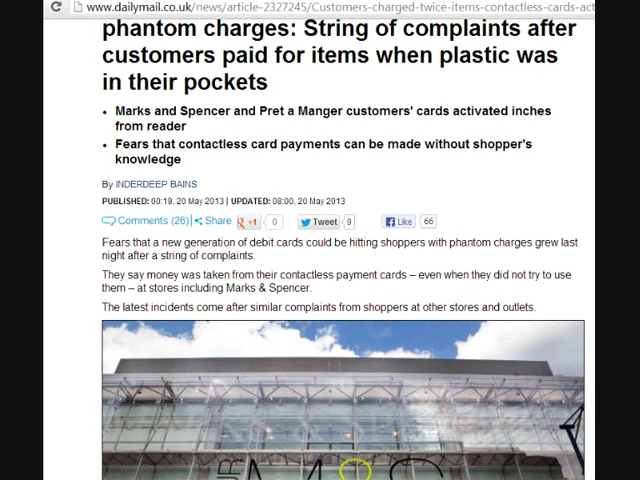 www.dailymail.co.uk/news/article-2327245/Customers-charged-twice-items-contactless-cards-act
phantom charges: String of complaints after
customers paid for items when plastic was
in their pockets
• Marks and Spencer and Pret a Manger customers' cards activated inches
from reader
• Fears that contactless card payments can be made without shopper's
knowledge
By INDERDEEP BAINS
PUBLISHED: 00:19, 20 May 2013 | UPDATED: 08:00, 20 May 2013
Comments (26) Share +1 0 Tweet 9 Like 66
Fears that a new generation of debit cards could be hitting shoppers with phantom charges grew last
night after a string of complaints.
They say money was taken from their contactless payment cards – even when they did not try to use
them – at stores including Marks & Spencer.
The latest incidents come after similar complaints from shoppers at other stores and outlets.